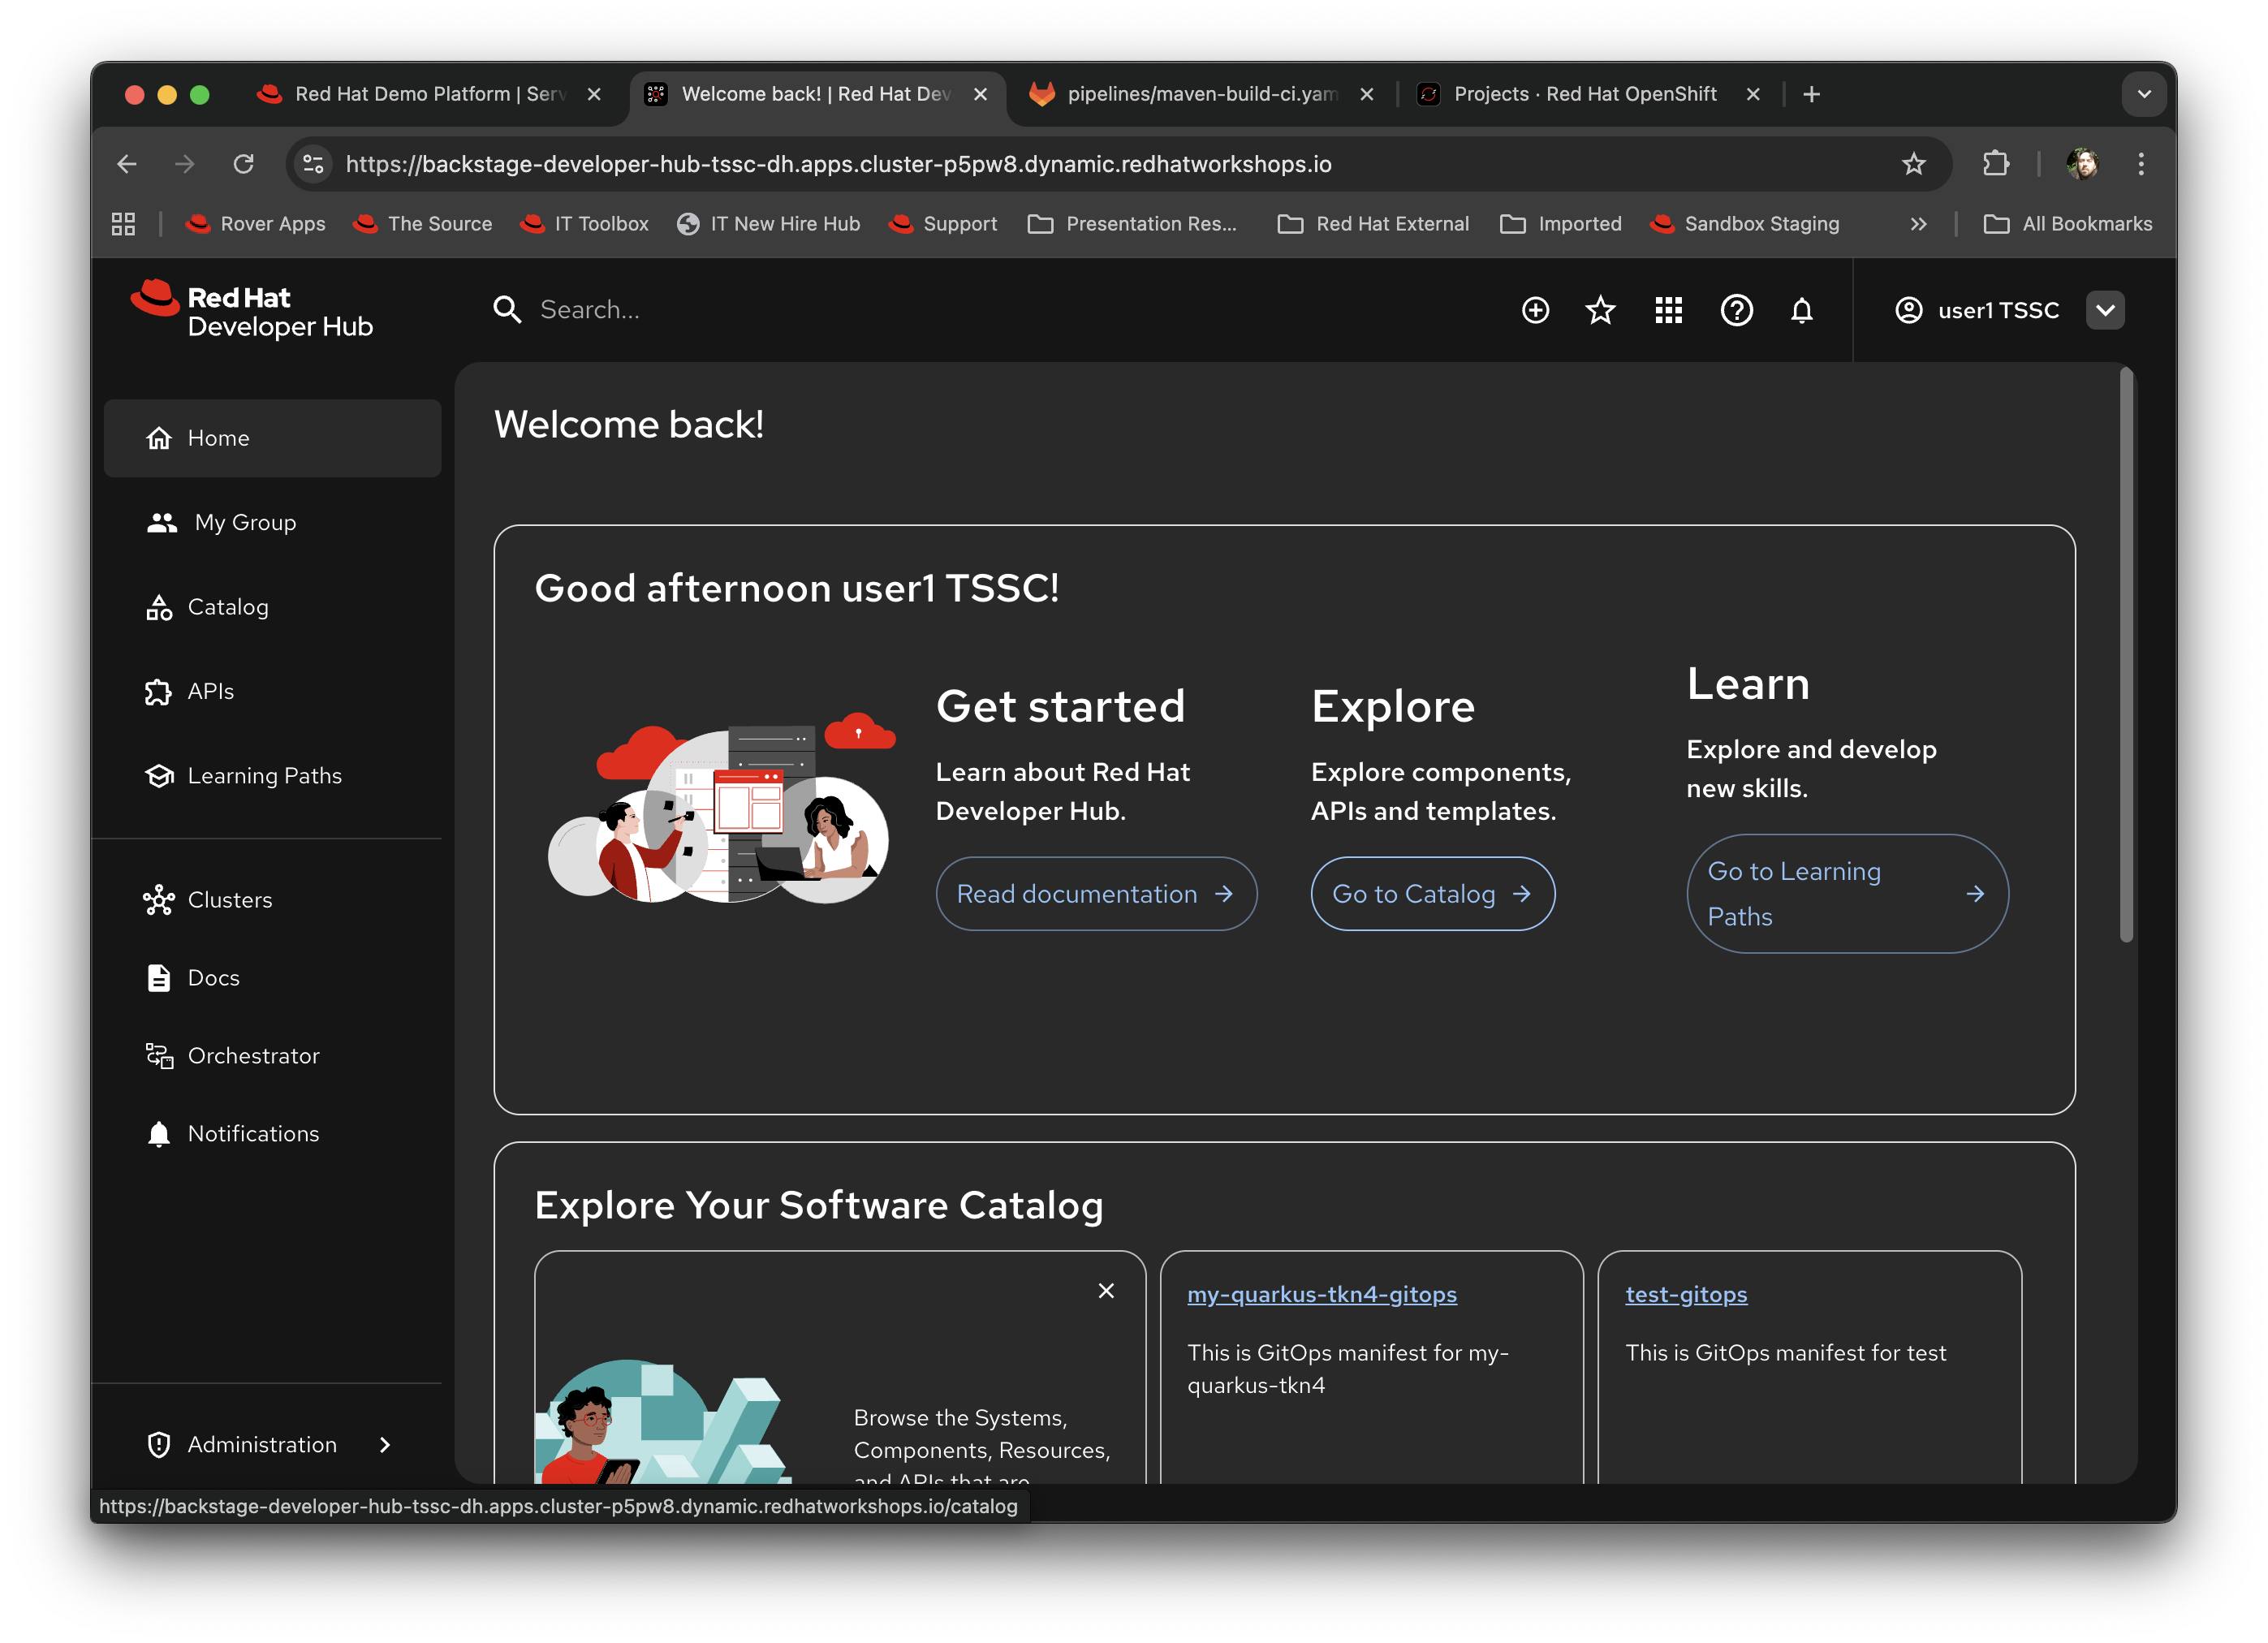 Red Hat Demo Platform | Serv
Welcome back! | Red Hat Dev
pipelines/maven-build-ci.yam
Projects · Red Hat OpenShift
https://backstage-developer-hub-tssc-dh.apps.cluster-p5pw8.dynamic.redhatworkshops.io
Rover Apps
The Source
IT Toolbox
IT New Hire Hub
Support
Presentation Res...
Red Hat External
Imported
Sandbox Staging
All Bookmarks
Red Hat
Developer Hub
Search...
user1 TSSC
Home
My Group
Catalog
APIs
Learning Paths
Clusters
Docs
Orchestrator
Notifications
Administration
Welcome back!
Good afternoon user1 TSSC!
Get started
Learn about Red Hat
Developer Hub.
Read documentation
Explore
Explore components,
APIs and templates.
Go to Catalog
Learn
Explore and develop
new skills.
Go to Learning
Paths
Explore Your Software Catalog
Browse the Systems,
Components, Resources,
and APIs that are
my-quarkus-tkn4-gitops
This is GitOps manifest for my-
quarkus-tkn4
test-gitops
This is GitOps manifest for test
https://backstage-developer-hub-tssc-dh.apps.cluster-p5pw8.dynamic.redhatworkshops.io/catalog